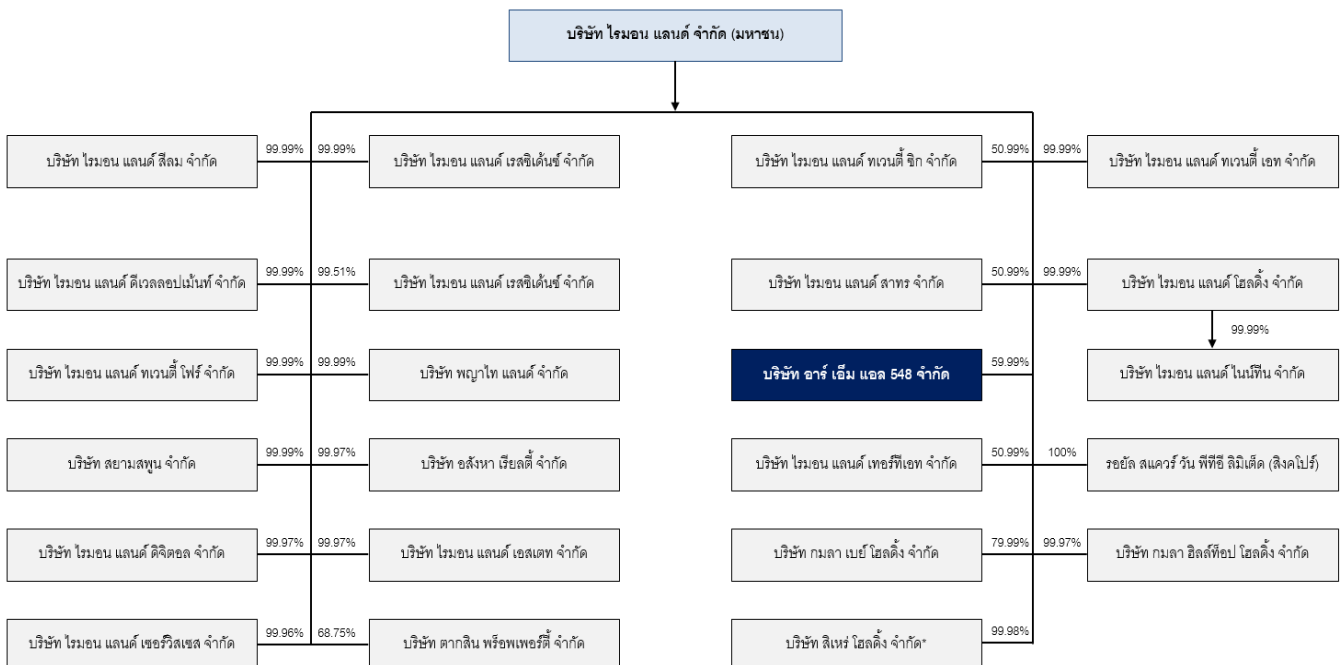 บริษัท ไรมอน แลนด์ จำกัด (มหาชน)
บริษัท ไรมอน แลนด์ สีลม จำกัด 99.99% 99.99% บริษัท ไรมอน แลนด์ เรสซิเด้นซ์ จำกัด บริษัท ไรมอน แลนด์ ทเวนตี้ ซิก จำกัด 50.99% 99.99% บริษัท ไรมอน แลนด์ ทเวนตี้ เอท จำกัด
บริษัท ไรมอน แลนด์ ดีเวลลอปเม้นท์ จำกัด 99.99% 99.51% บริษัท ไรมอน แลนด์ เรสซิเด้นซ์ จำกัด บริษัท ไรมอน แลนด์ สาทร จำกัด 50.99% 99.99% บริษัท ไรมอน แลนด์ โฮลดิ้ง จำกัด
99.99%
บริษัท ไรมอน แลนด์ ทเวนตี้ โฟร์ จำกัด 99.99% 99.99% บริษัท พญาไท แลนด์ จำกัด บริษัท อาร์ เอ็ม แอล 548 จำกัด 59.99% บริษัท ไรมอน แลนด์ ไนน์ทีน จำกัด
บริษัท สยามสพูน จำกัด 99.99% 99.97% บริษัท อสังหา เรียลตี้ จำกัด บริษัท ไรมอน แลนด์ เทอร์ทีเอท จำกัด 50.99% 100% รอยัล สแควร์ วัน พีทีอี ลิมิเต็ด (สิงคโปร์)
บริษัท ไรมอน แลนด์ ดิจิตอล จำกัด 99.97% 99.97% บริษัท ไรมอน แลนด์ เอสเตท จำกัด บริษัท กมลา เบย์ โฮลดิ้ง จำกัด 79.99% 99.97% บริษัท กมลา ฮิลล์ท็อป โฮลดิ้ง จำกัด
บริษัท ไรมอน แลนด์ เซอร์วิสเซส จำกัด 99.96% 68.75% บริษัท ตากสิน พร็อพเพอร์ตี้ จำกัด บริษัท สิเหร่ โฮลดิ้ง จำกัด* 99.98%